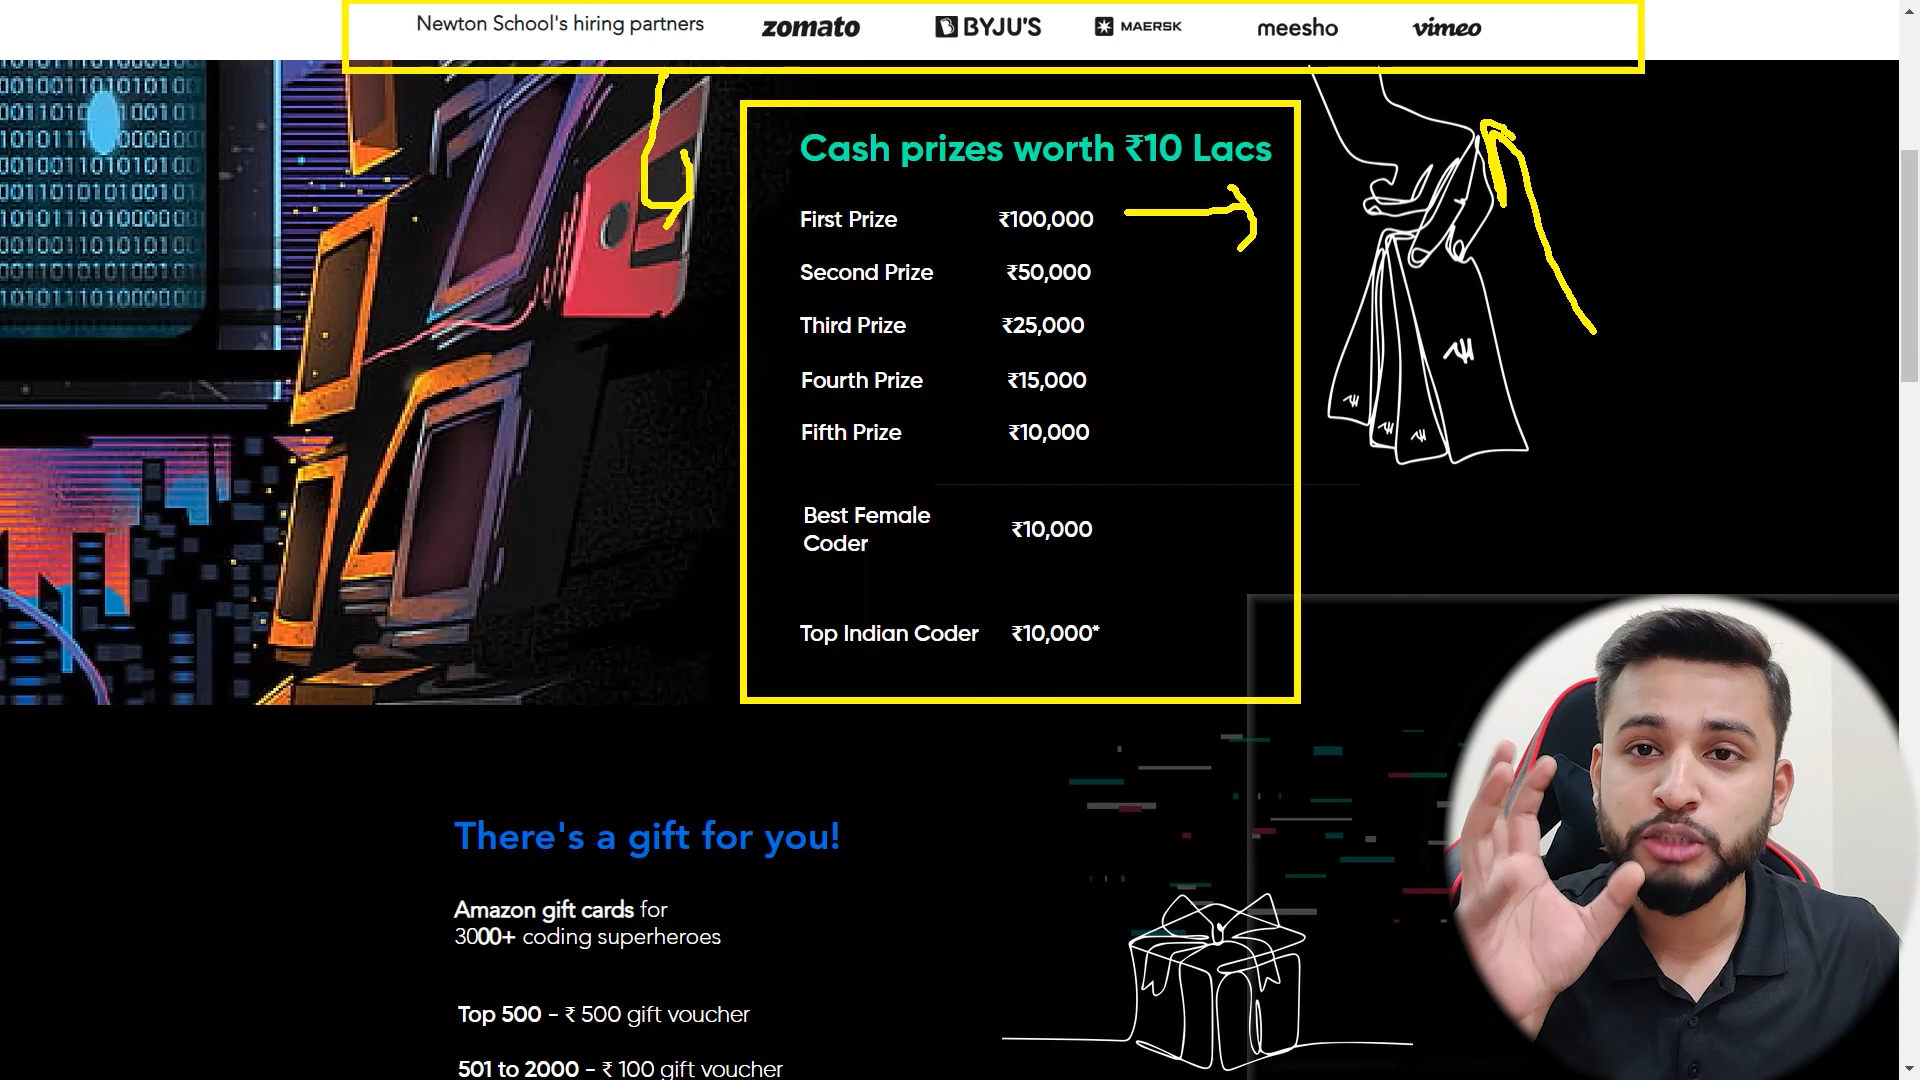 Newton School's hiring partners zomato BYJU'S MAERSK meesho vimeo
Cash prizes worth ₹10 Lacs
First Prize ₹100,000
Second Prize ₹50,000
Third Prize ₹25,000
Fourth Prize ₹15,000
Fifth Prize ₹10,000
Best Female
Coder ₹10,000
Top Indian Coder ₹10,000*
There's a gift for you!
Amazon gift cards for
3000+ coding superheroes
Top 500 - ₹ 500 gift voucher
501 to 2000 - ₹ 100 gift voucher